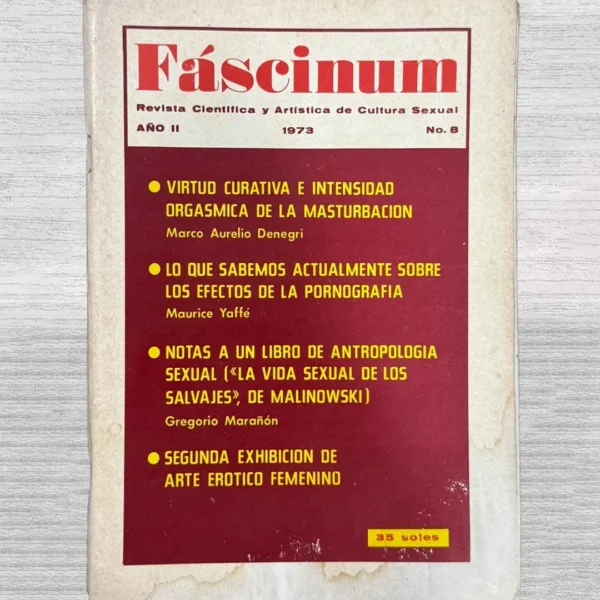 Fáscinum
Revista Científica y Artística de Cultura Sexual
AÑO II 1973 No. 8
● VIRTUD CURATIVA E INTENSIDAD
ORGASMICA DE LA MASTURBACION
Marco Aurelio Denegri
● LO QUE SABEMOS ACTUALMENTE SOBRE
LOS EFECTOS DE LA PORNOGRAFIA
Maurice Yaffé
● NOTAS A UN LIBRO DE ANTROPOLOGIA
SEXUAL («LA VIDA SEXUAL DE LOS
SALVAJES», DE MALINOWSKI)
Gregorio Marañón
● SEGUNDA EXHIBICION DE
ARTE EROTICO FEMENINO
35 soles